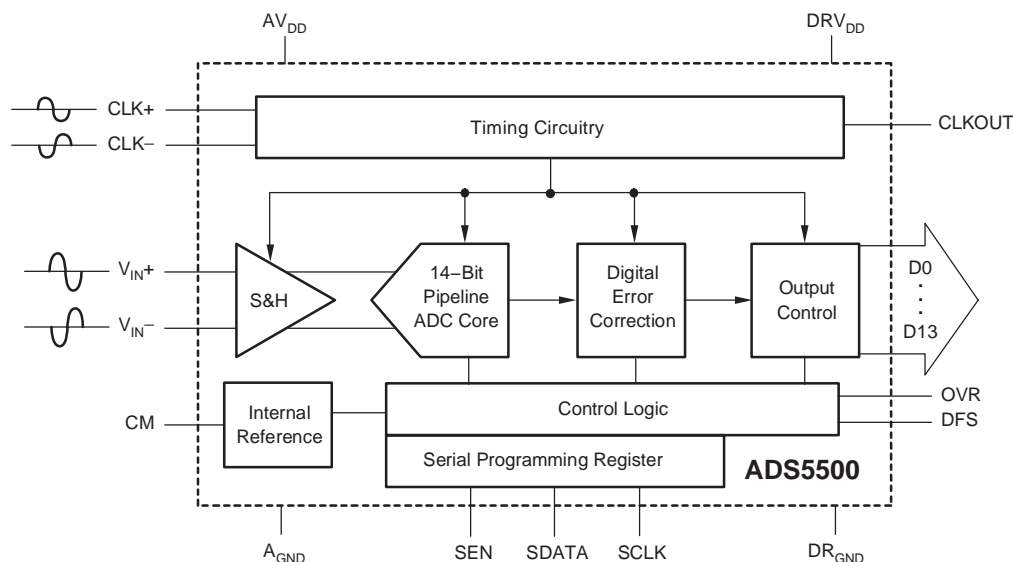 AVDD
DRVDD
CLK+
Timing Circuitry
CLKOUT
CLK−
VIN+
S&H
14−Bit
Pipeline
ADC Core
Digital
Error
Correction
Output
Control
D0
.
.
.
.
D13
VIN−
CM
Internal
Reference
Control Logic
OVR
DFS
Serial Programming Register
ADS5500
AGND
SEN
SDATA
SCLK
DRGND